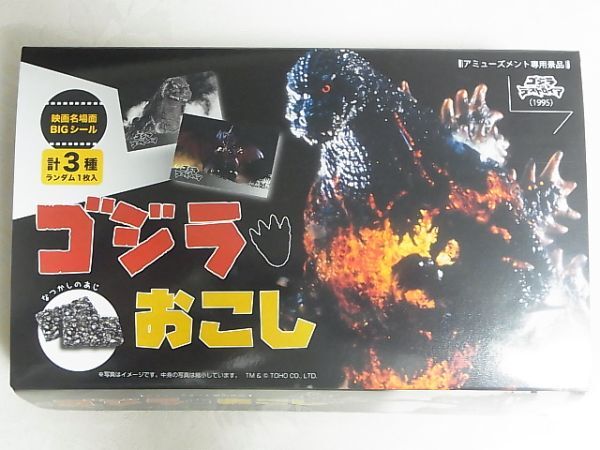 アミューズメント専用景品
ゴジラ
デストロイア
(1995)
映画名場面
BIGシール
計3種
ランダム1枚入
ゴジラ
なつかしのあじ
おこし
※写真はイメージです。中身の写真は縮小しています。 TM & © TOHO CO., LTD.